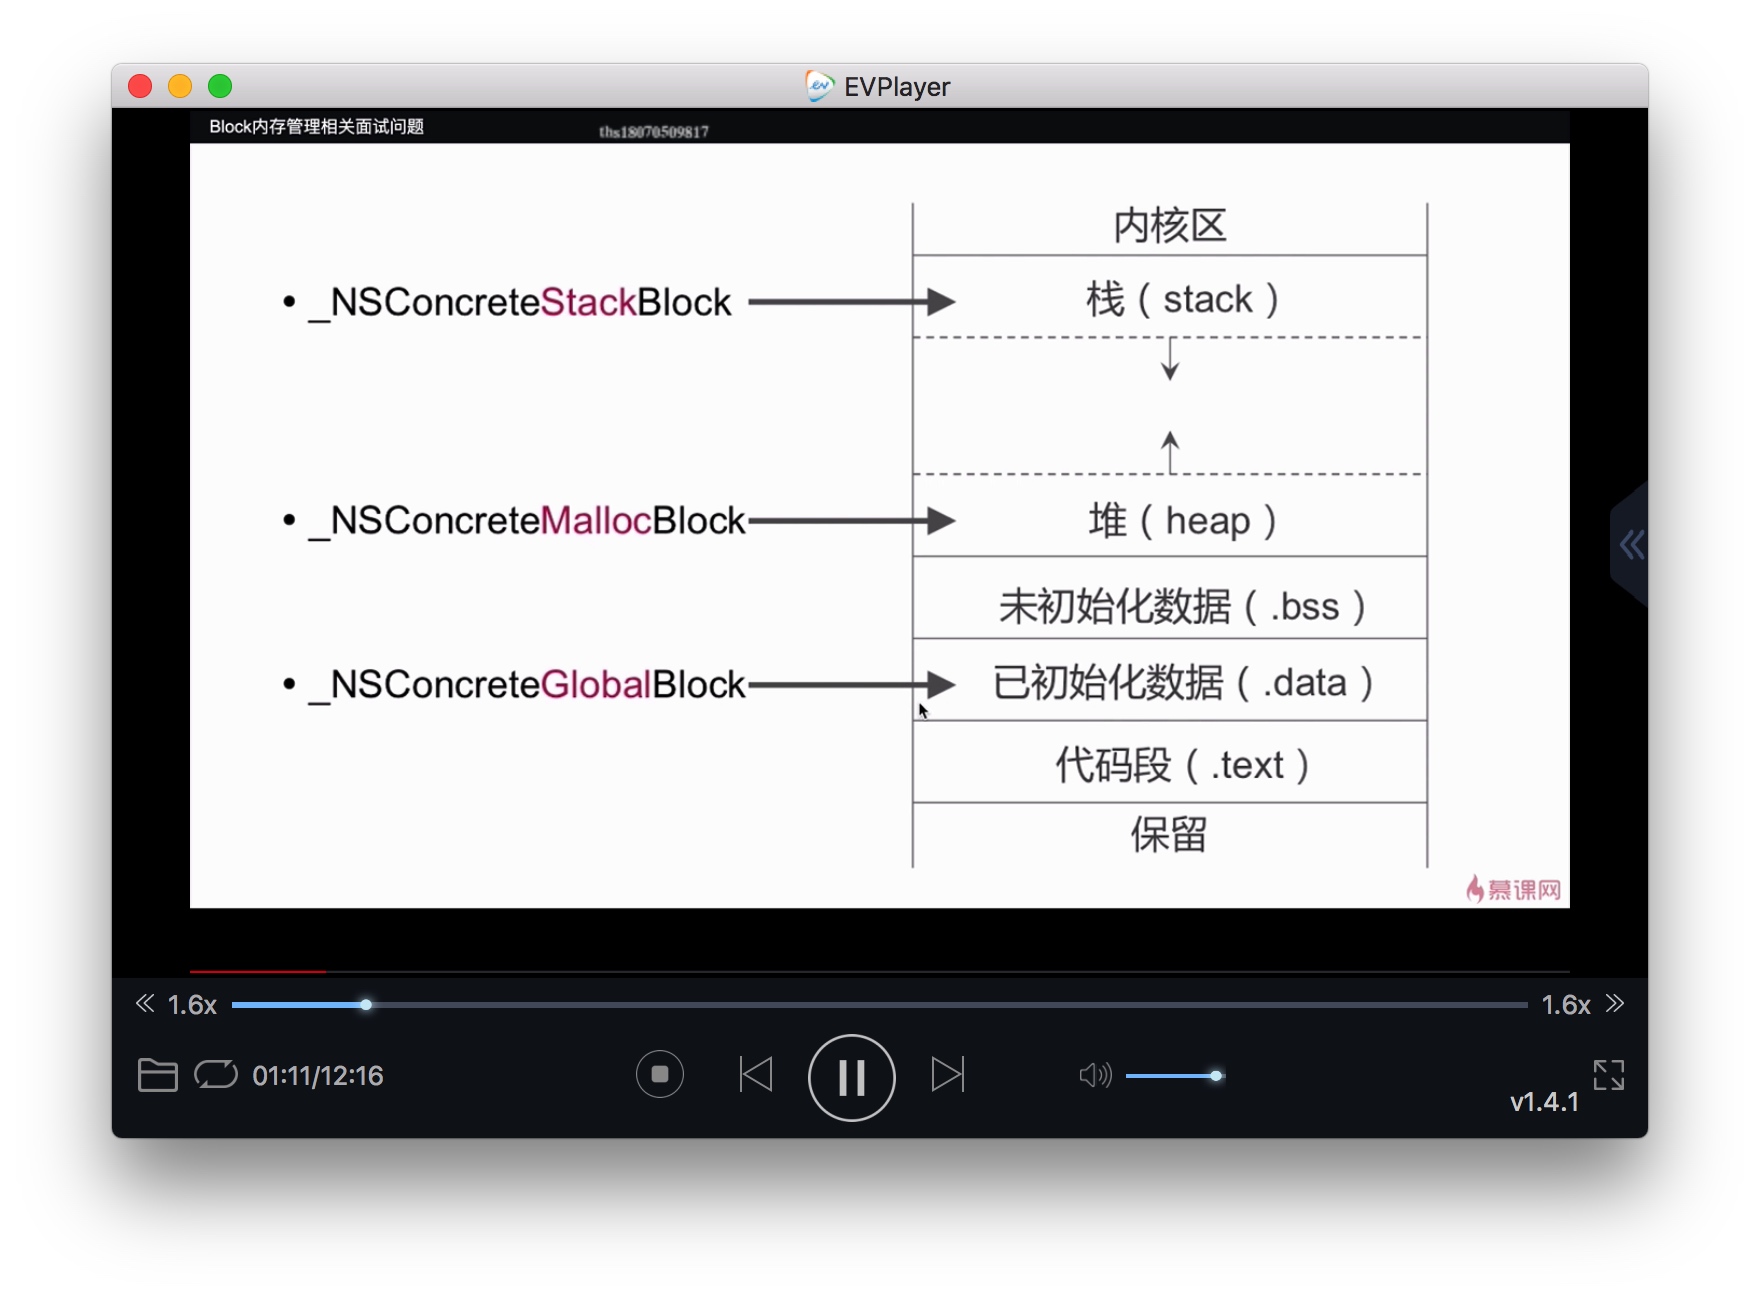 EVPlayer
Block内存管理相关面试问题
ths18070509817
内核区
• _NSConcreteStackBlock
栈（stack）
• _NSConcreteMallocBlock
堆（heap）
未初始化数据（.bss）
• _NSConcreteGlobalBlock
已初始化数据（.data）
代码段（.text）
保留
慕课网
1.6x
1.6x
01:11/12:16
v1.4.1